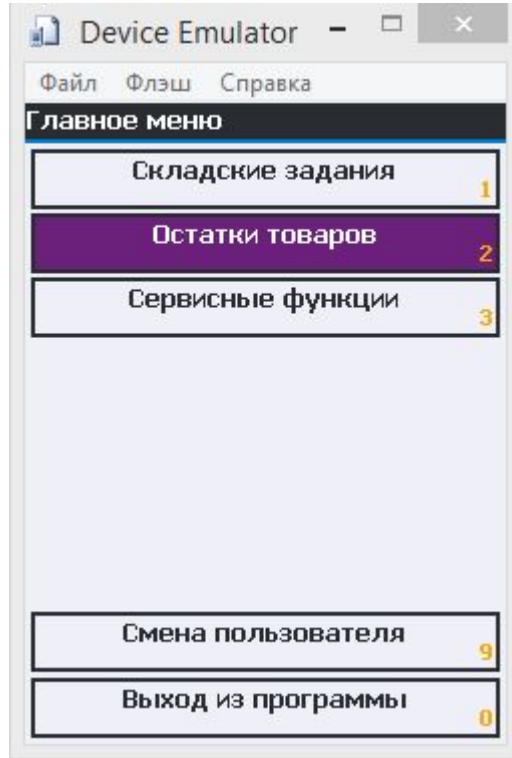 Device Emulator
Файл Флэш Справка
Главное меню
Складские задания
1
Остатки товаров
2
Сервисные функции
3
Смена пользователя
9
Выход из программы
0